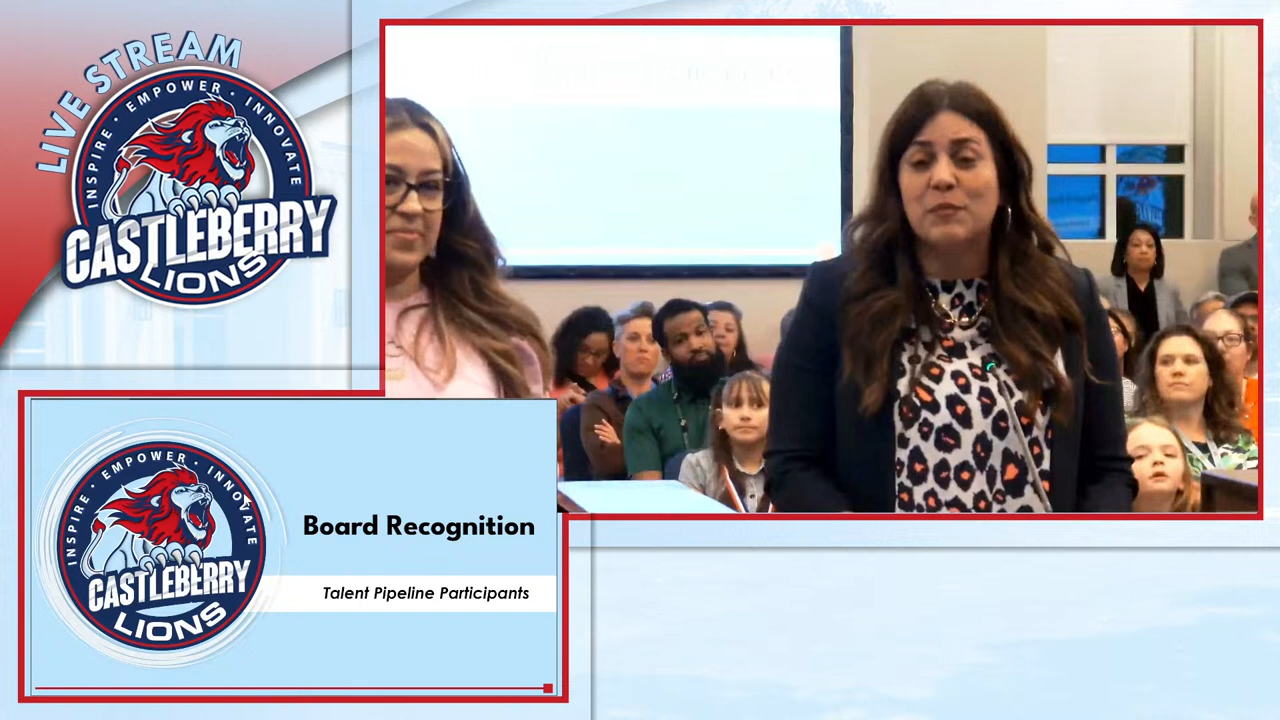 LIVE STREAM
INSPIRE · EMPOWER · INNOVATE
CASTLEBERRY
LIONS
INSPIRE · EMPOWER · INNOVATE
CASTLEBERRY
LIONS
Board Recognition
Talent Pipeline Participants